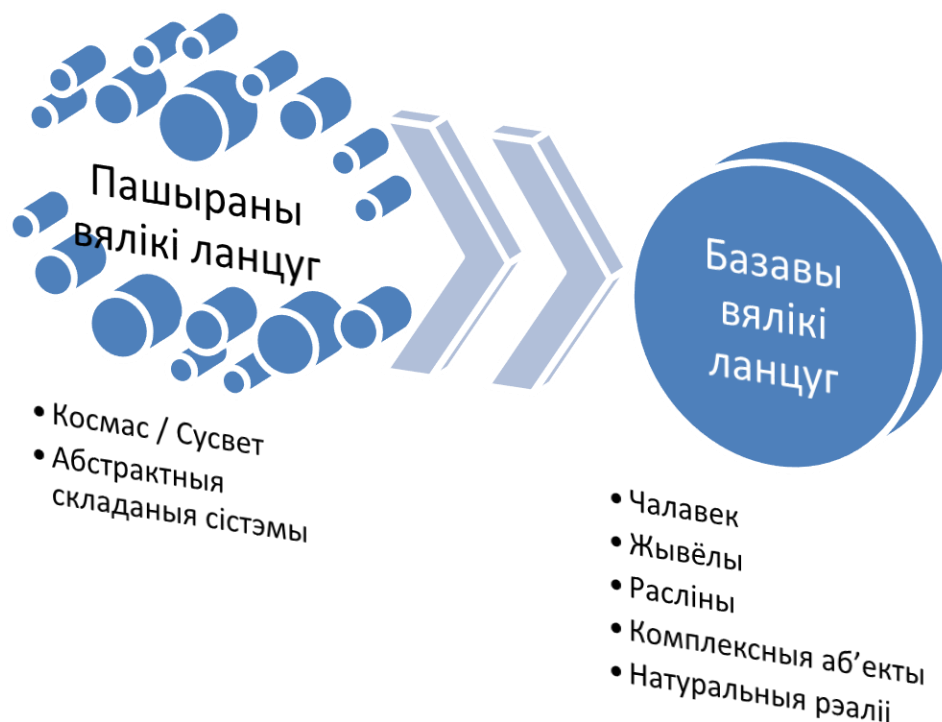 Пашыраны
вялікі ланцуг
• Космас / Сусвет
• Абстрактныя
складаныя сістэмы
Базавы
вялікі
ланцуг
• Чалавек
• Жывёлы
• Расліны
• Комплексныя аб’екты
• Натуральныя рэаліі